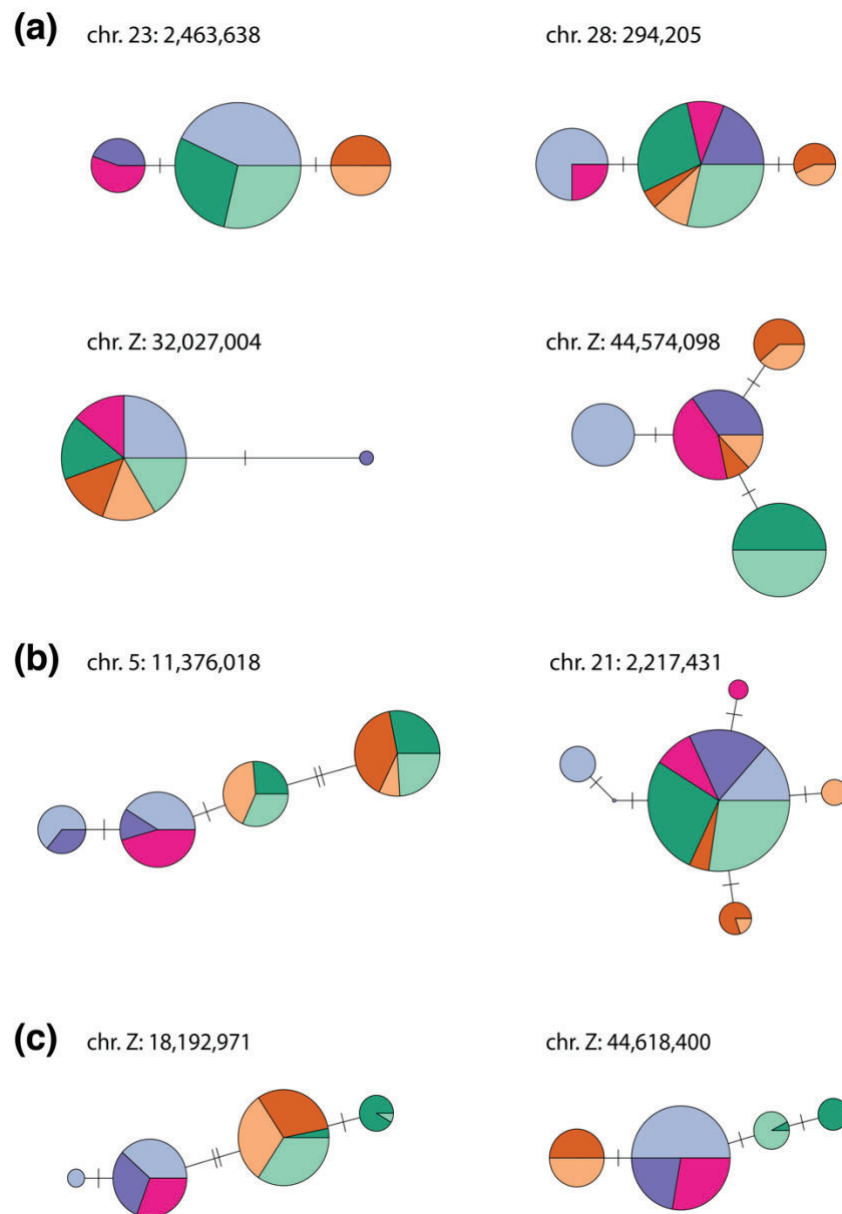 (a)
chr. 23: 2,463,638
chr. 28: 294,205
chr. Z: 32,027,004
chr. Z: 44,574,098
(b)
chr. 5: 11,376,018
chr. 21: 2,217,431
(c)
chr. Z: 18,192,971
chr. Z: 44,618,400